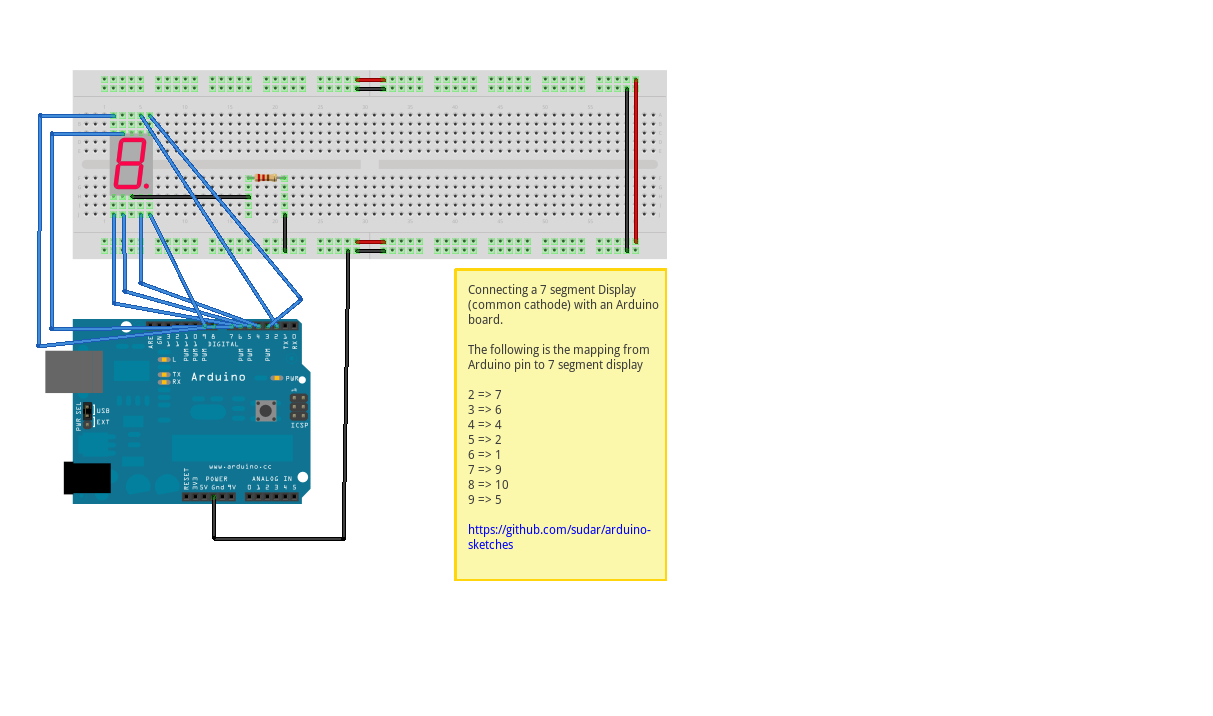 Connecting a 7 segment Display
(common cathode) with an Arduino
board.
The following is the mapping from
Arduino pin to 7 segment display
2 => 7
3 => 6
4 => 4
5 => 2
6 => 1
7 => 9
8 => 10
9 => 5
https://github.com/sudar/arduino-
sketches
AREF
GND
13 12 11 10 9 8 7 6 5 4 3 2 1 0
PWM PWM PWM PWM PWM PWM
TX RX
DIGITAL
L
TX
RX
Arduino
PWR
ICSP
PWR SEL
USB
EXT
www.arduino.cc
POWER
ANALOG IN
RESET
3V3
5V Gnd 9V
0 1 2 3 4 5